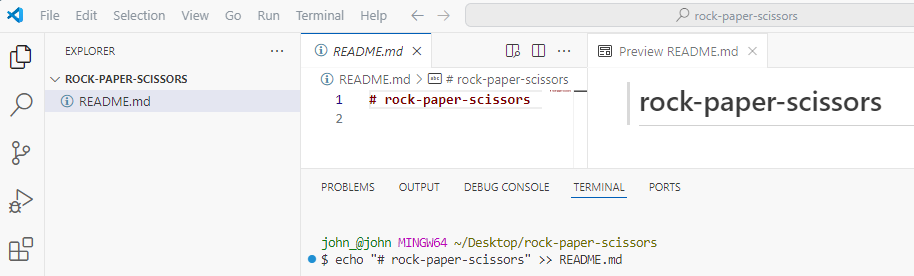 File Edit Selection View Go Run Terminal Help rock-paper-scissors
EXPLORER
ROCK-PAPER-SCISSORS
README.md
README.md
README.md > # rock-paper-scissors
1 # rock-paper-scissors
2
Preview README.md
rock-paper-scissors
PROBLEMS OUTPUT DEBUG CONSOLE TERMINAL PORTS
john_@john MINGW64 ~/Desktop/rock-paper-scissors
$ echo "# rock-paper-scissors" >> README.md